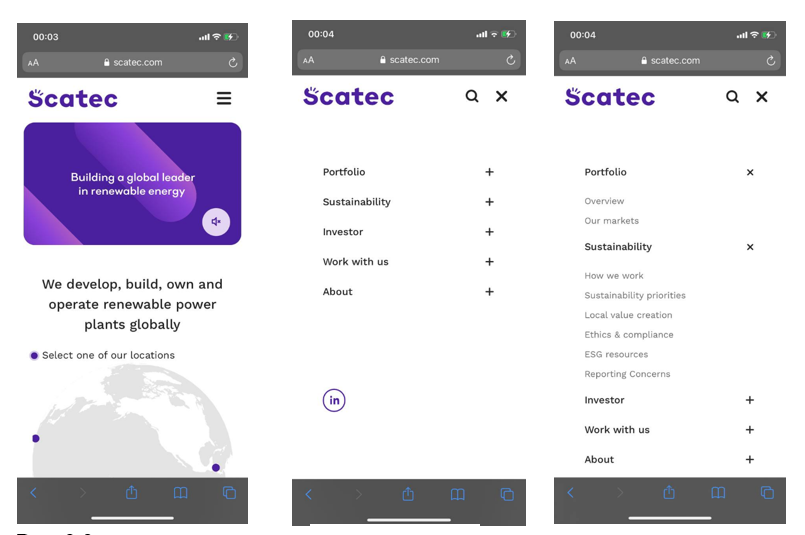 00:03
AA scatec.com
Scatec
Building a global leader
in renewable energy
We develop, build, own and
operate renewable power
plants globally
Select one of our locations
00:04
AA scatec.com
Scatec
Portfolio
Sustainability
Investor
Work with us
About
in
00:04
AA scatec.com
Scatec
Portfolio
Overview
Our markets
Sustainability
How we work
Sustainability priorities
Local value creation
Ethics & compliance
ESG resources
Reporting Concerns
Investor
Work with us
About